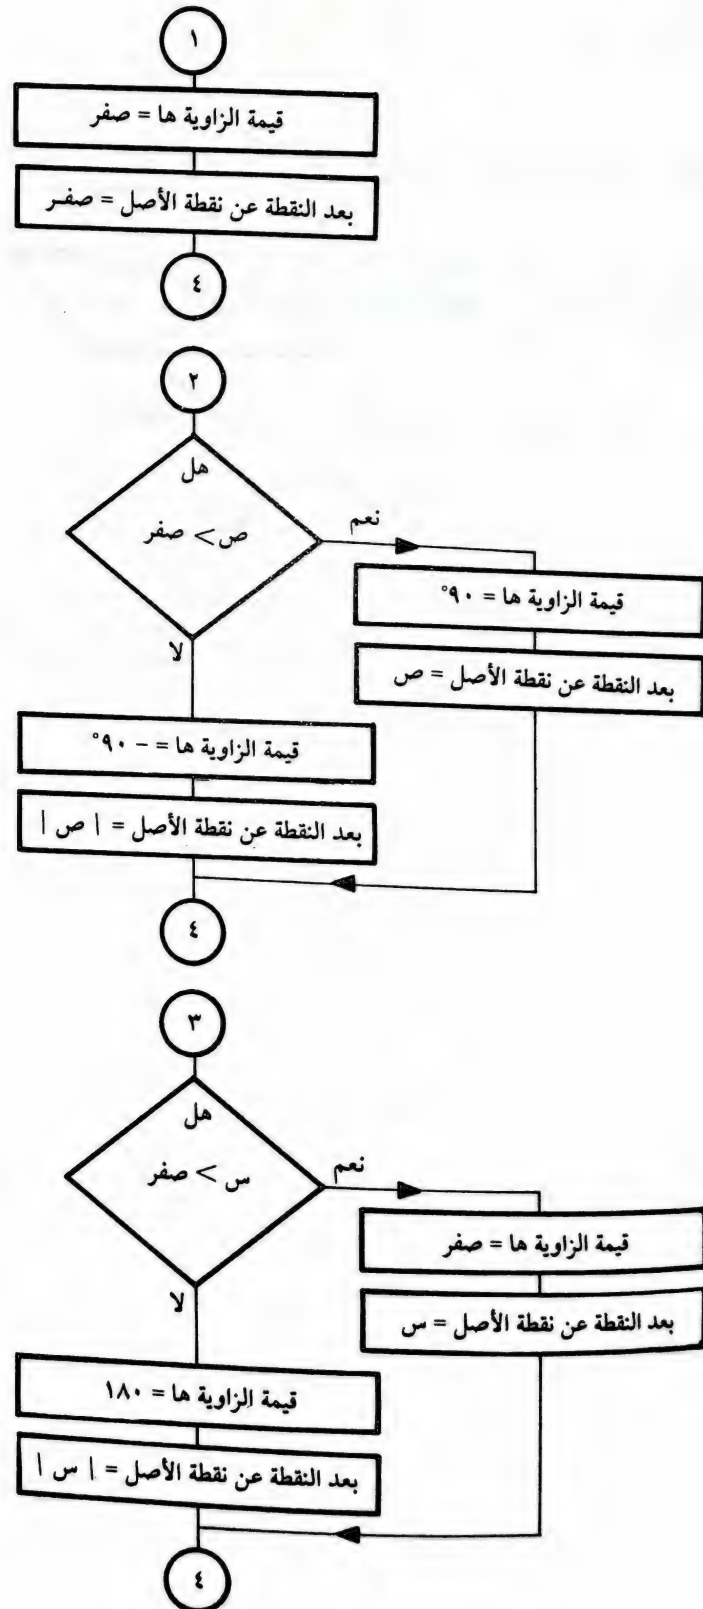 ١
قيمة الزاوية ها = صفر
بعد النقطة عن نقطة الأصل = صفر
٤
٢
هل
ص > صفر
نعم
قيمة الزاوية ها = ٩٠°
بعد النقطة عن نقطة الأصل = ص
لا
قيمة الزاوية ها = - ٩٠°
بعد النقطة عن نقطة الأصل = | ص |
٤
٣
هل
س > صفر
نعم
قيمة الزاوية ها = صفر
بعد النقطة عن نقطة الأصل = س
لا
قيمة الزاوية ها = ١٨٠
بعد النقطة عن نقطة الأصل = | س |
٤